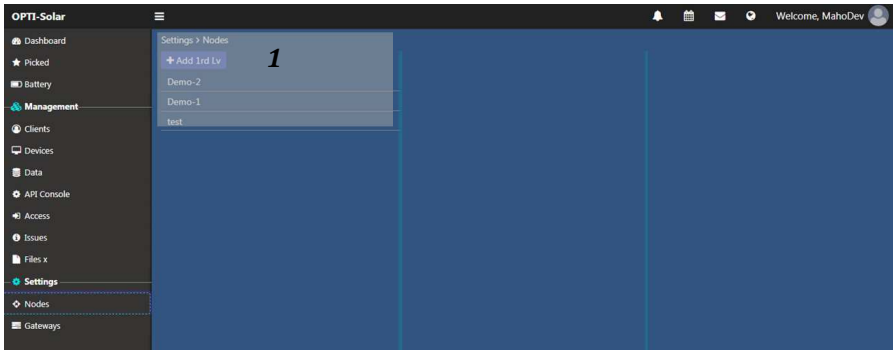 OPTI-Solar
Welcome, MahoDev
Dashboard
Picked
Battery
Management
Clients
Devices
Data
API Console
Access
Issues
Files x
Settings
Nodes
Gateways
Settings > Nodes
+ Add 1rd Lv
1
Demo-2
Demo-1
test